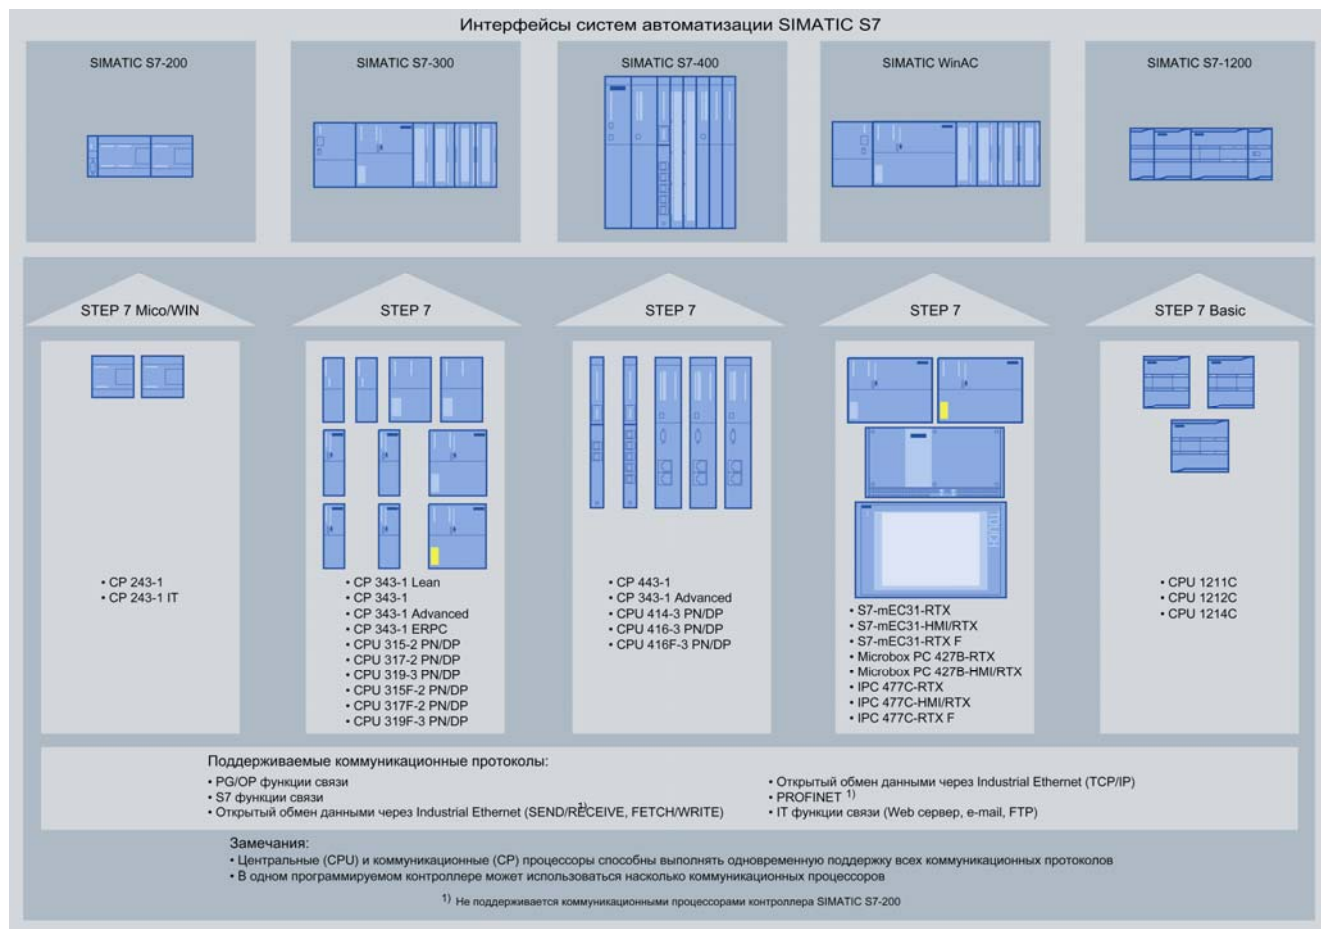 Интерфейсы систем автоматизации SIMATIC S7
SIMATIC S7-200
SIMATIC S7-300
SIMATIC S7-400
SIMATIC WinAC
SIMATIC S7-1200
STEP 7 Mico/WIN
STEP 7
STEP 7
STEP 7
STEP 7 Basic
• CP 243-1
• CP 243-1 IT
• CP 343-1 Lean
• CP 343-1
• CP 343-1 Advanced
• CP 343-1 ERPC
• CPU 315-2 PN/DP
• CPU 317-2 PN/DP
• CPU 319-3 PN/DP
• CPU 315F-2 PN/DP
• CPU 317F-2 PN/DP
• CPU 319F-3 PN/DP
• CP 443-1
• CP 343-1 Advanced
• CPU 414-3 PN/DP
• CPU 416-3 PN/DP
• CPU 416F-3 PN/DP
TOUCH
• S7-mEC31-RTX
• S7-mEC31-HMI/RTX
• S7-mEC31-RTX F
• Microbox PC 427B-RTX
• Microbox PC 427B-HMI/RTX
• IPC 477C-RTX
• IPC 477C-HMI/RTX
• IPC 477C-RTX F
• CPU 1211C
• CPU 1212C
• CPU 1214C
Поддерживаемые коммуникационные протоколы:
• PG/OP функции связи
• S7 функции связи
• Открытый обмен данными через Industrial Ethernet (SEND/RECEIVE, FETCH/WRITE) 1)
• Открытый обмен данными через Industrial Ethernet (TCP/IP)
• PROFINET 1)
• IT функции связи (Web сервер, e-mail, FTP)
Замечания:
• Центральные (CPU) и коммуникационные (CP) процессоры способны выполнять одновременную поддержку всех коммуникационных протоколов
• В одном программируемом контроллере может использоваться насколько коммуникационных процессоров
1) Не поддерживается коммуникационными процессорами контроллера SIMATIC S7-200